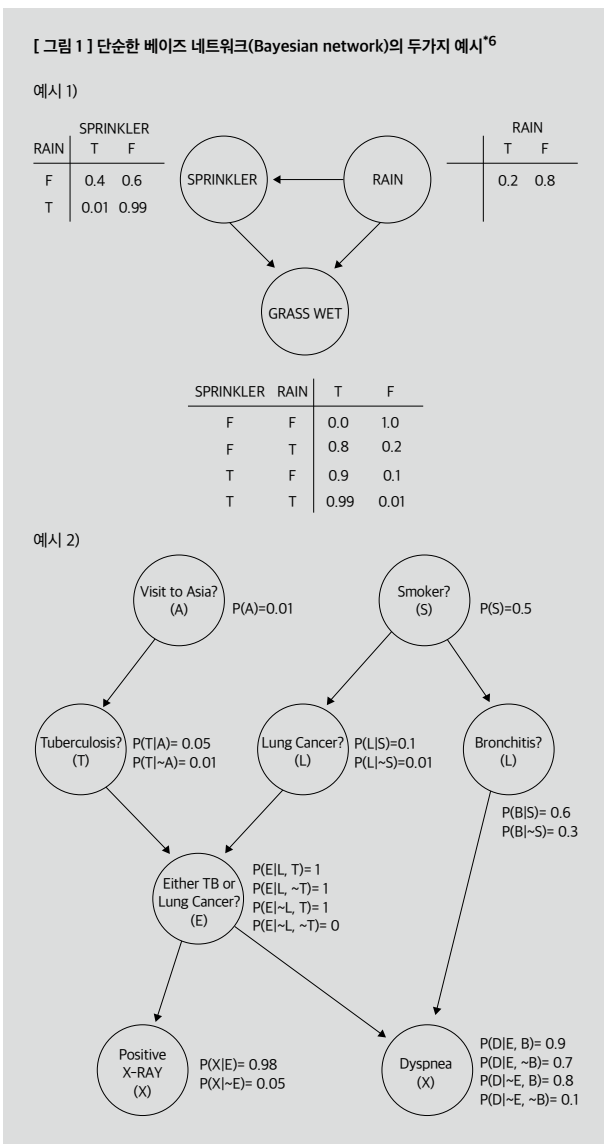 [ 그림 1 ] 단순한 베이즈 네트워크(Bayesian network)의 두가지 예시*6
예시 1)
SPRINKLER
RAIN T F
F 0.4 0.6
T 0.01 0.99
SPRINKLER
RAIN
RAIN
T F
0.2 0.8
GRASS WET
SPRINKLER RAIN T F
F F 0.0 1.0
F T 0.8 0.2
T F 0.9 0.1
T T 0.99 0.01
예시 2)
Visit to Asia?
(A)
P(A)=0.01
Smoker?
(S)
P(S)=0.5
Tuberculosis?
(T)
P(T|A)= 0.05
P(T|~A)= 0.01
Lung Cancer?
(L)
P(L|S)=0.1
P(L|~S)=0.01
Bronchitis?
(L)
P(B|S)= 0.6
P(B|~S)= 0.3
Either TB or
Lung Cancer?
(E)
P(E|L, T)= 1
P(E|L, ~T)= 1
P(E|~L, T)= 1
P(E|~L, ~T)= 0
Positive
X-RAY
(X)
P(X|E)= 0.98
P(X|~E)= 0.05
Dyspnea
(X)
P(D|E, B)= 0.9
P(D|E, ~B)= 0.7
P(D|~E, B)= 0.8
P(D|~E, ~B)= 0.1